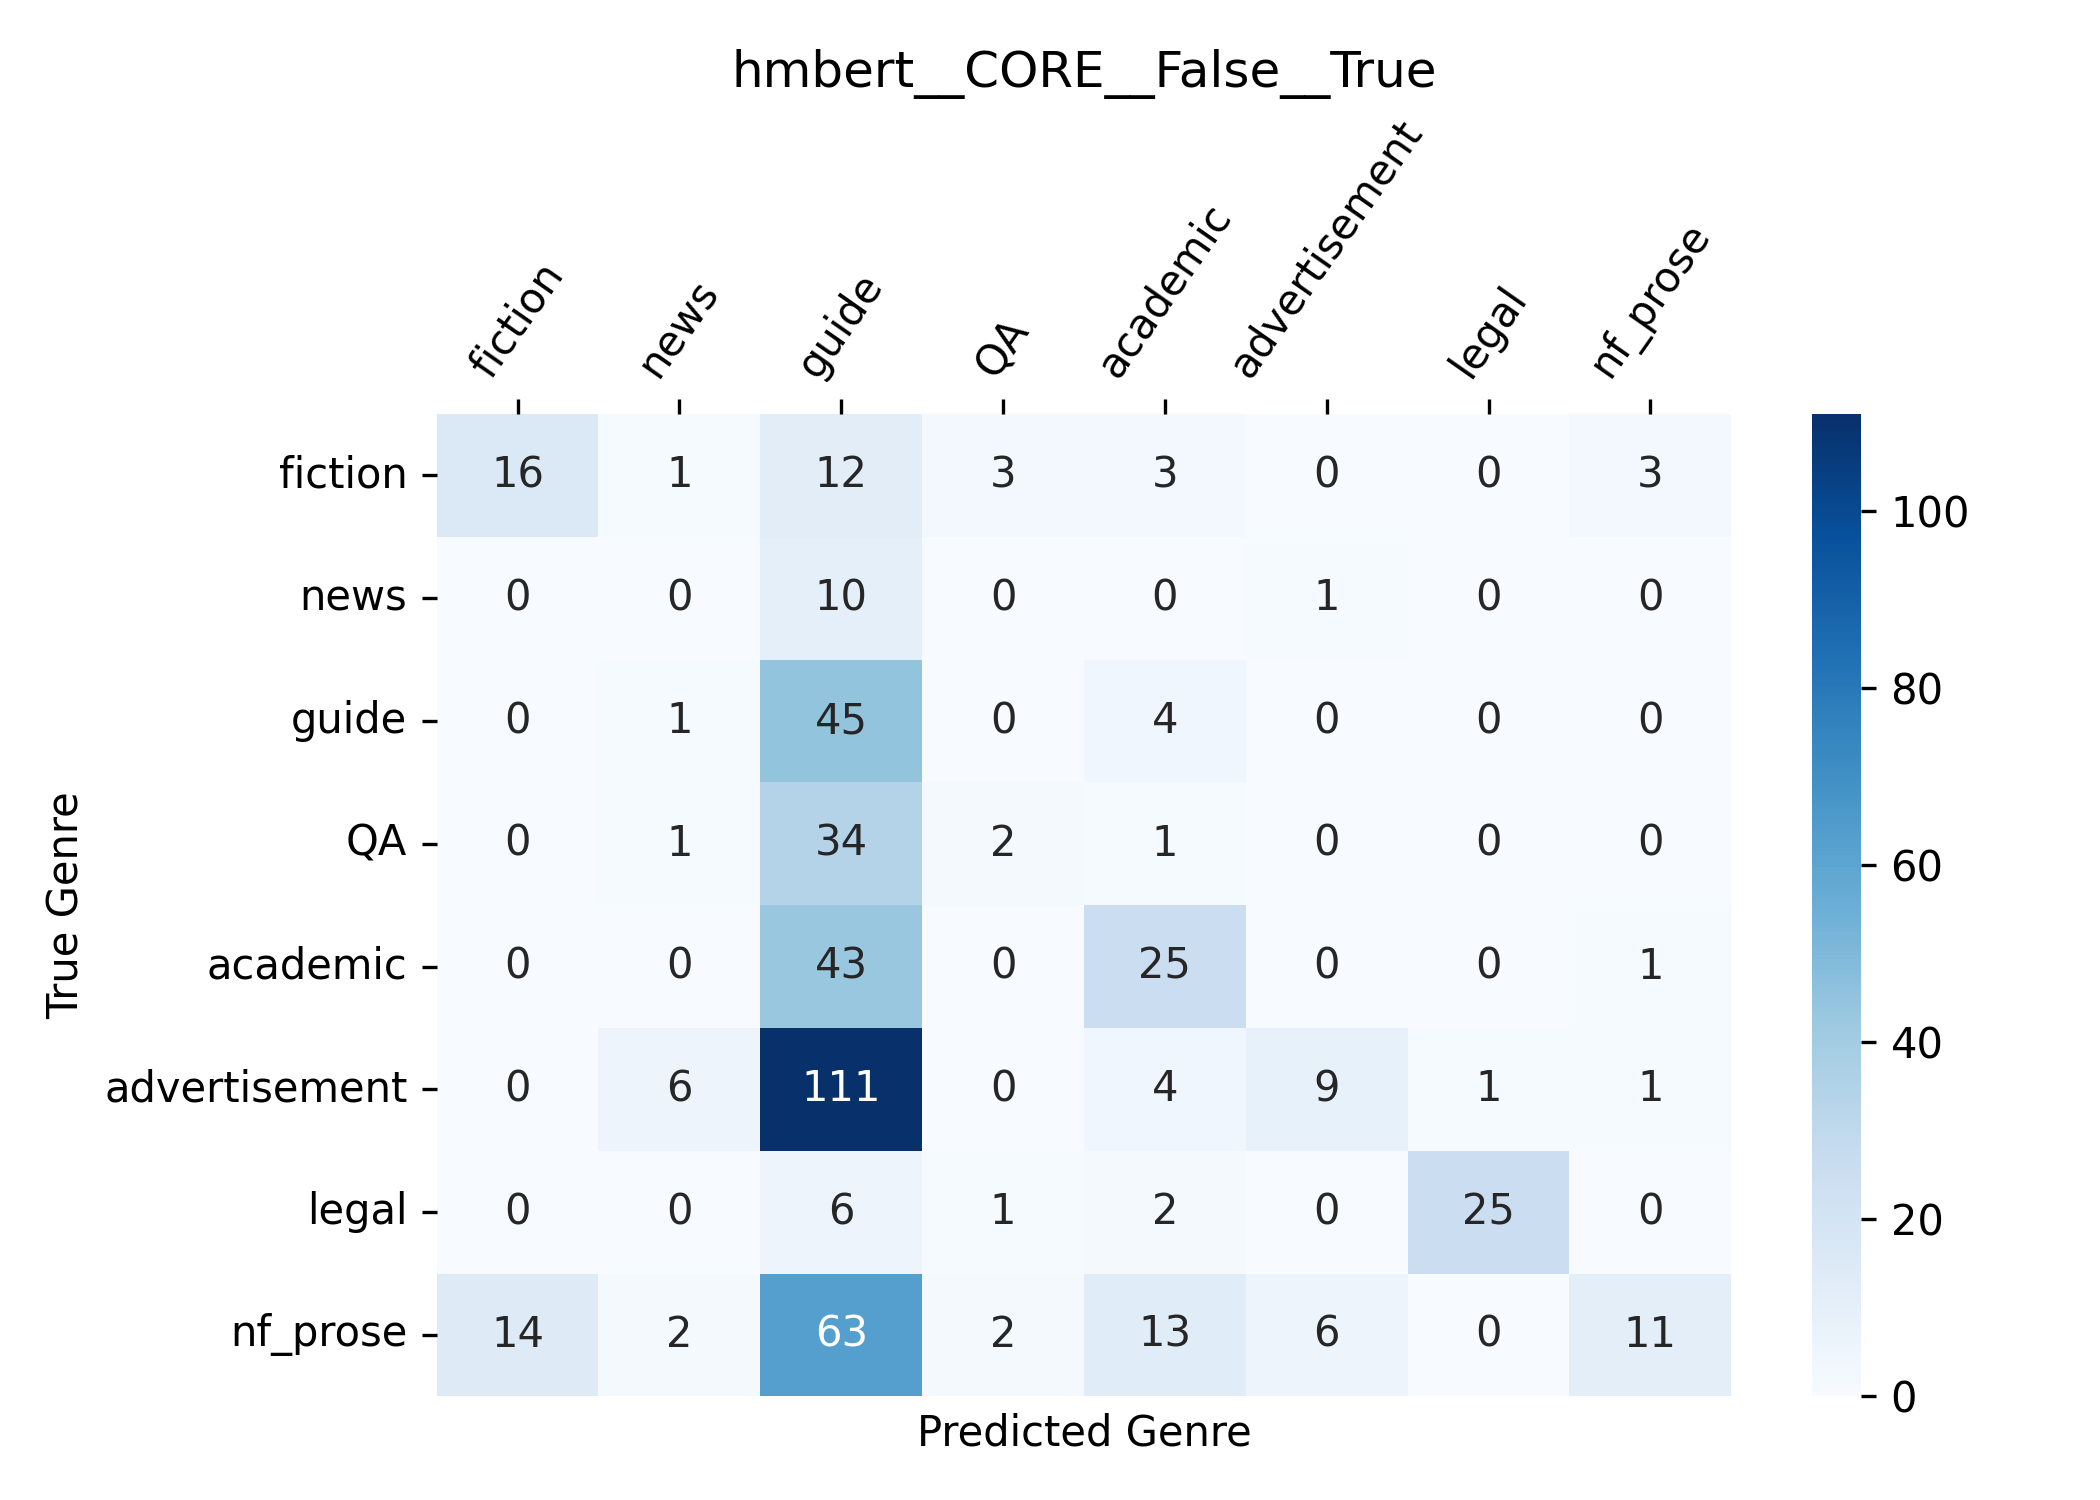 hmbert__CORE__False__True
fiction news guide QA academic advertisement legal nf_prose
fiction 16 1 12 3 3 0 0 3
news 0 0 10 0 0 1 0 0
guide 0 1 45 0 4 0 0 0
QA 0 1 34 2 1 0 0 0
academic 0 0 43 0 25 0 0 1
advertisement 0 6 111 0 4 9 1 1
legal 0 0 6 1 2 0 25 0
nf_prose 14 2 63 2 13 6 0 11
True Genre
Predicted Genre
100
80
60
40
20
0